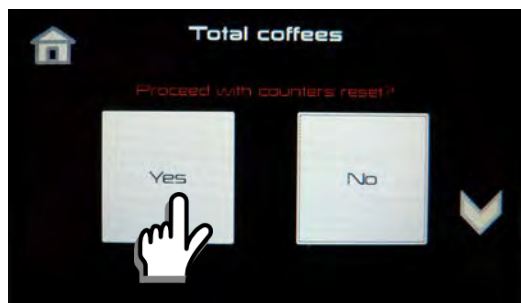 Total coffees
Proceed with counters reset?
Yes
No